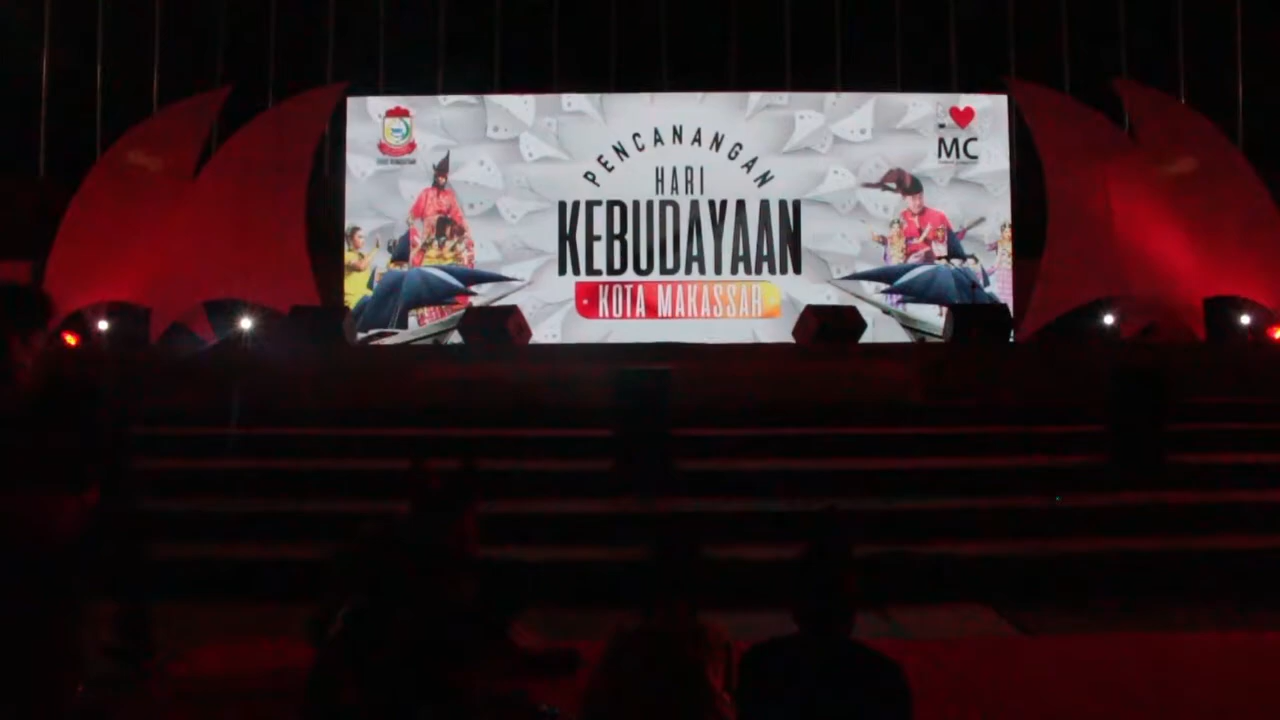 PENCANANGAN
HARI
KEBUDAYAAN
KOTA MAKASSAR
MC